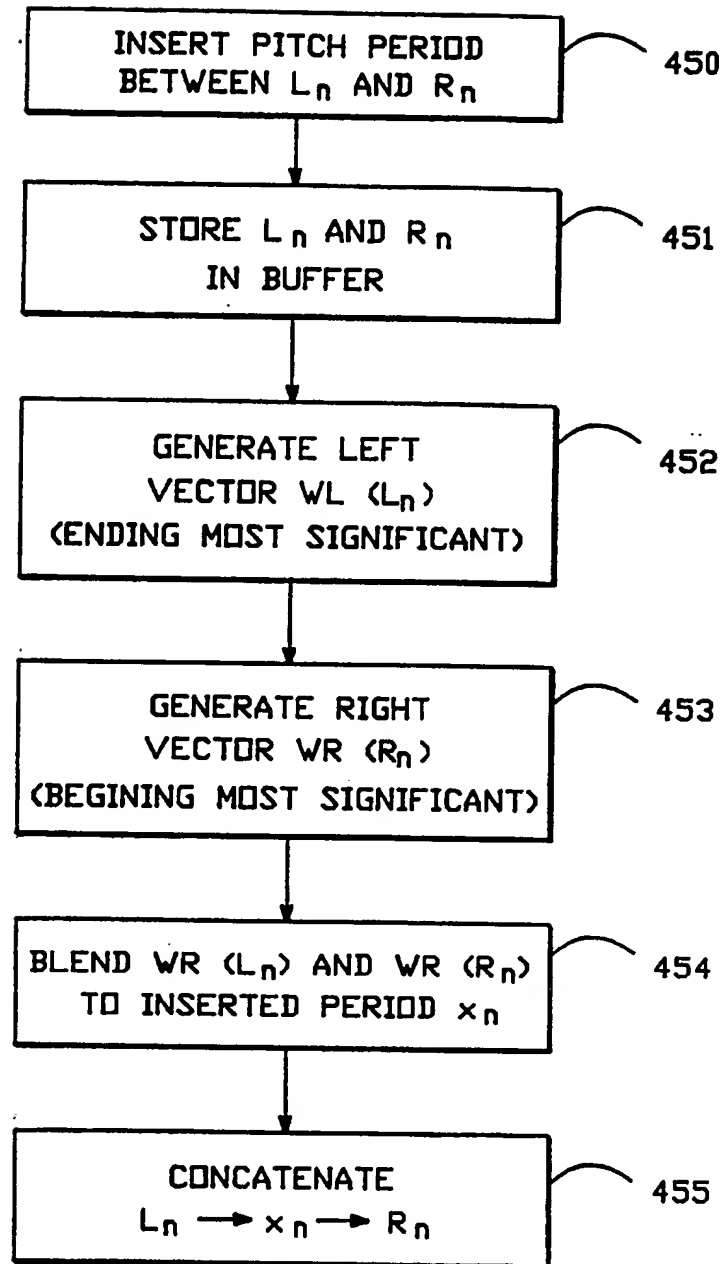 INSERT PITCH PERIOD
BETWEEN Ln AND Rn
450
STORE Ln AND Rn
IN BUFFER
451
GENERATE LEFT
VECTOR WL (Ln)
(ENDING MOST SIGNIFICANT)
452
GENERATE RIGHT
VECTOR WR (Rn)
(BEGINING MOST SIGNIFICANT)
453
BLEND WR (Ln) AND WR (Rn)
TO INSERTED PERIOD xn
454
CONCATENATE
Ln → xn → Rn
455